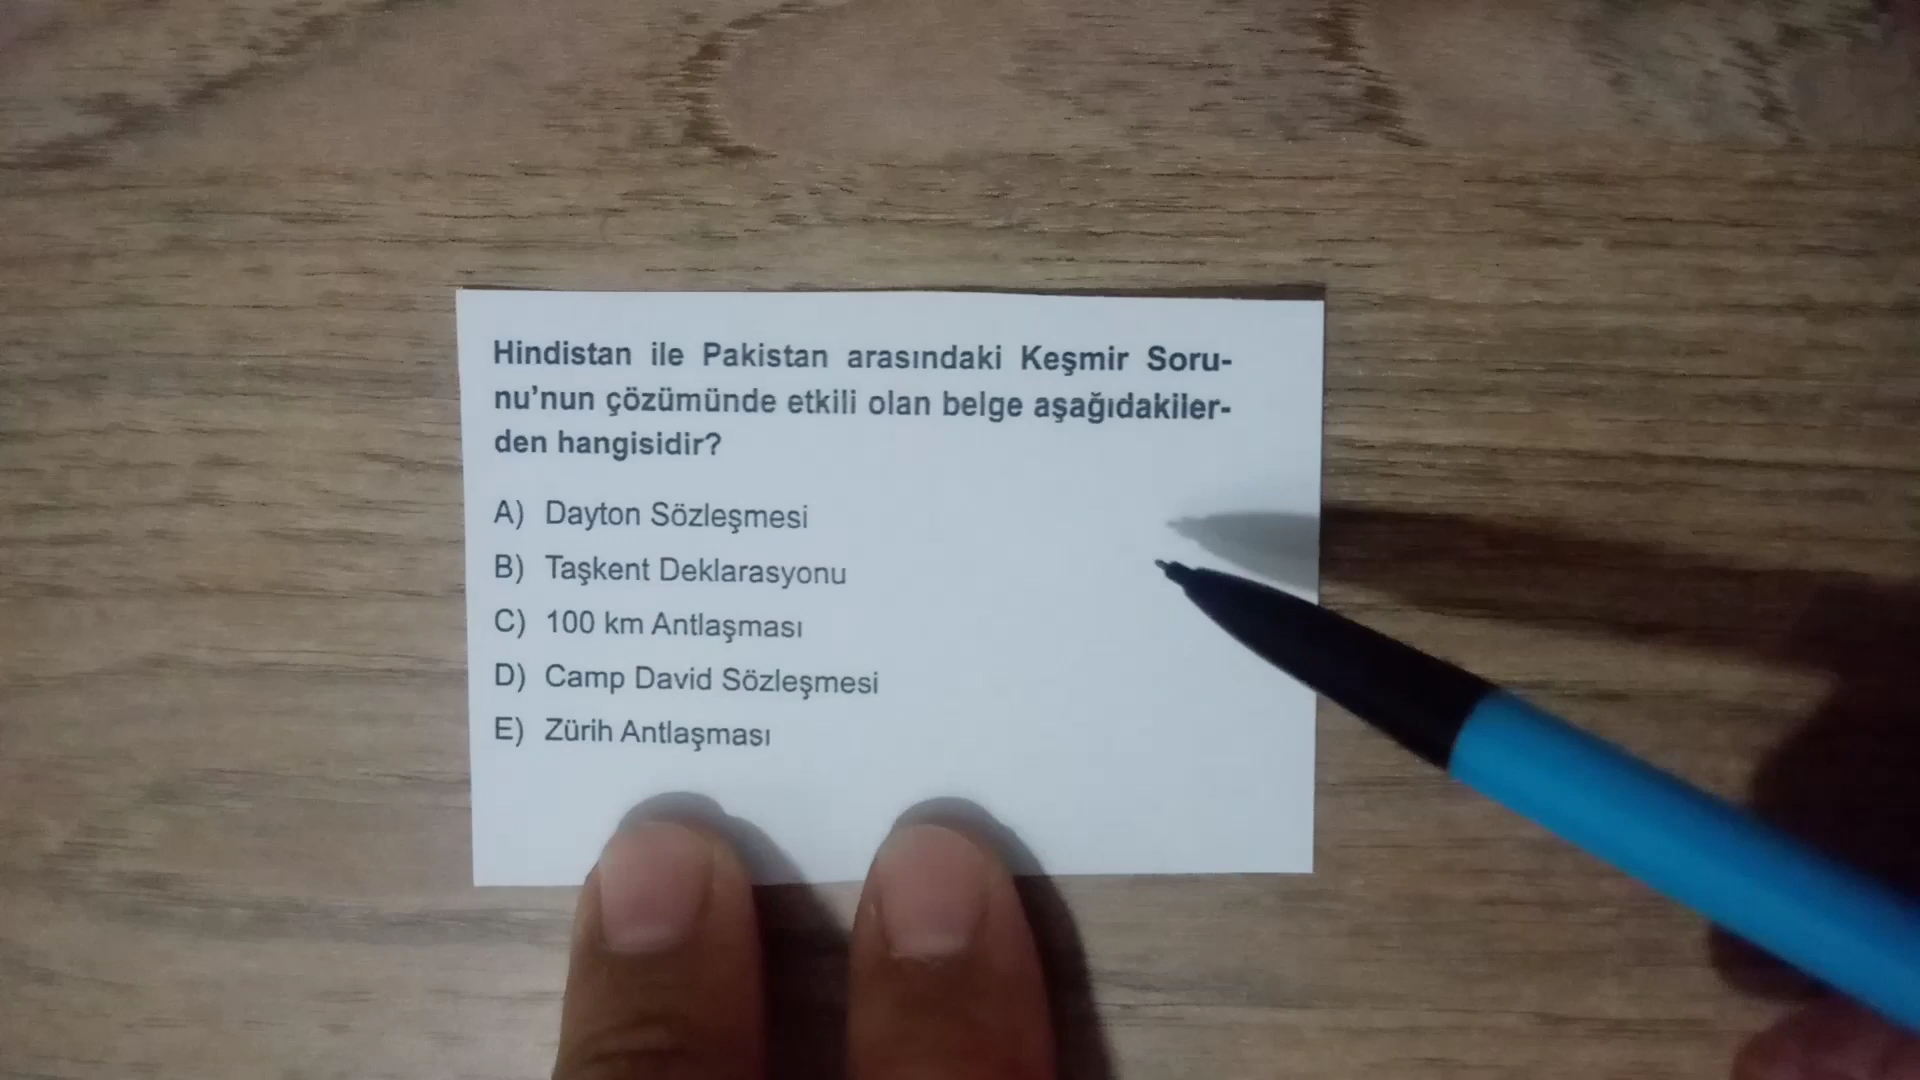 Hindistan ile Pakistan arasındaki Keşmir Soru-
nu'nun çözümünde etkili olan belge aşağıdakiler-
den hangisidir?
A) Dayton Sözleşmesi
B) Taşkent Deklarasyonu
C) 100 km Antlaşması
D) Camp David Sözleşmesi
E) Zürih Antlaşması